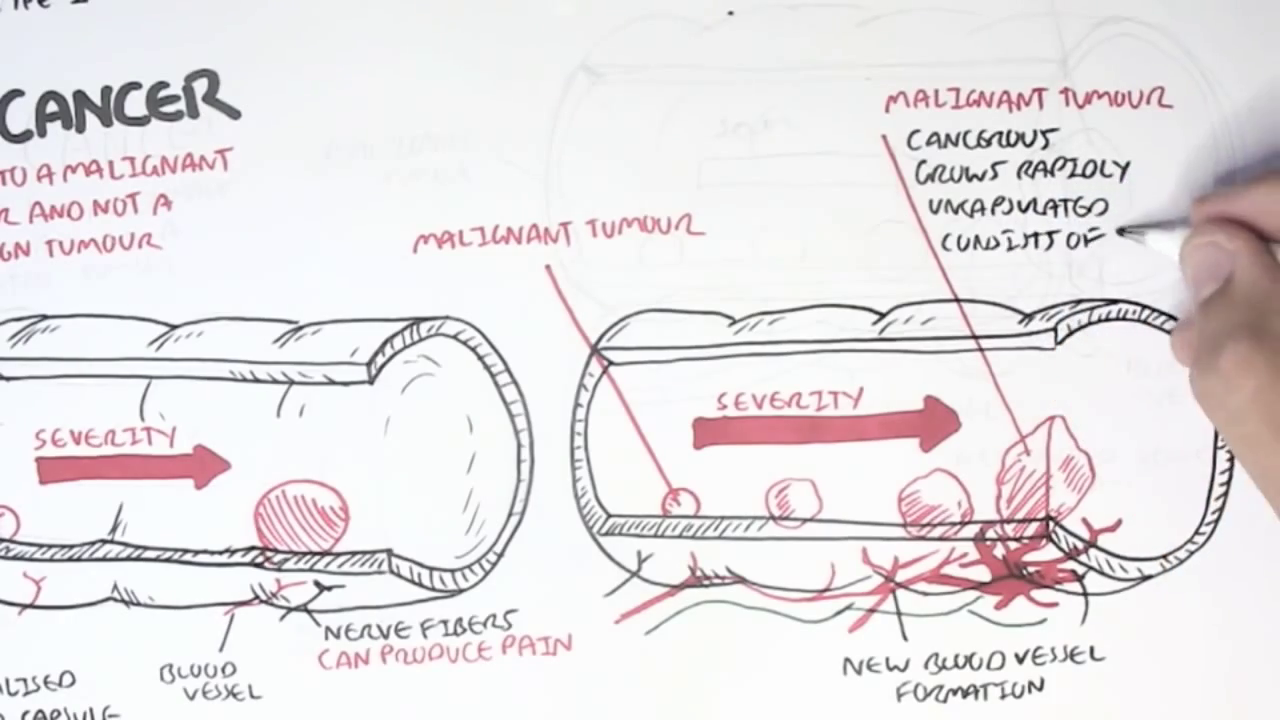 CANCER
TO A MALIGNANT
R AND NOT A
GN TUMOUR
SEVERITY
BLOOD
VESSEL
NERVE FIBERS
CAN PRODUCE PAIN
LISED
CAPSULE
MALIGNANT TUMOUR
MALIGNANT TUMOUR
CANCEROUS
GROWS RAPIDLY
UNCAPSULATED
CONSISTS OF
SEVERITY
NEW BLOOD VESSEL
FORMATION